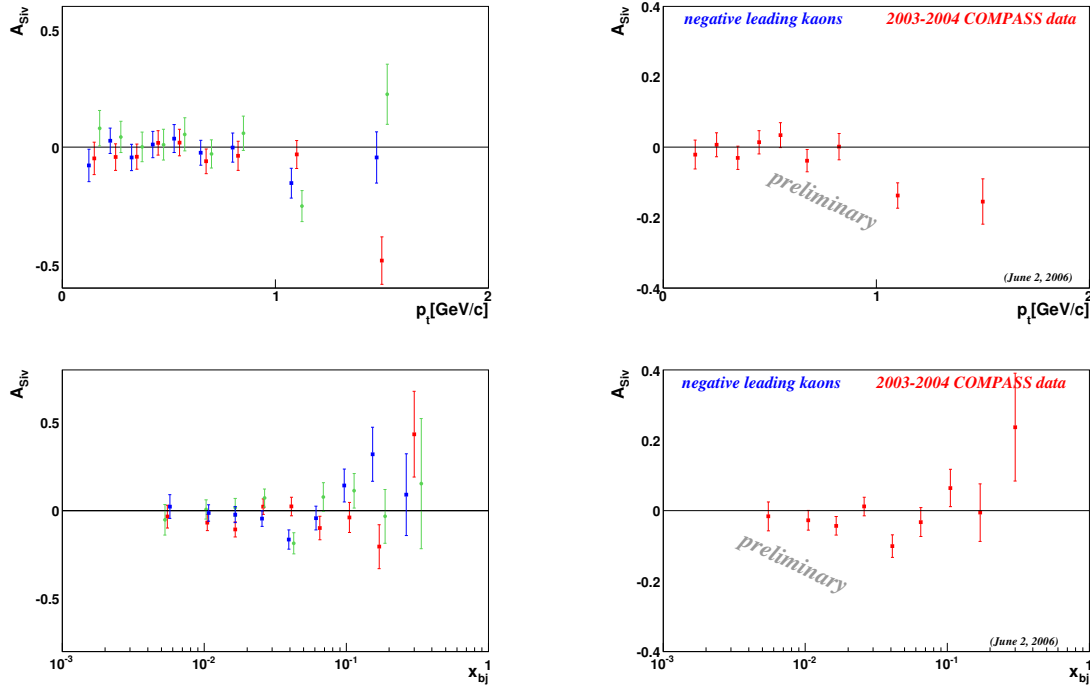 A_Siv
0.5
0
-0.5
0 1 2
p_t[GeV/c]
A_Siv
0.4
negative leading kaons 2003-2004 COMPASS data
0.2
0
preliminary
-0.2
(June 2, 2006)
-0.4
0 1 2
p_t[GeV/c]
A_Siv
0.5
0
-0.5
10^-3 10^-2 10^-1 1
x_bj
A_Siv
0.4
negative leading kaons 2003-2004 COMPASS data
0.2
0
preliminary
-0.2
(June 2, 2006)
-0.4
10^-3 10^-2 10^-1 1
x_bj